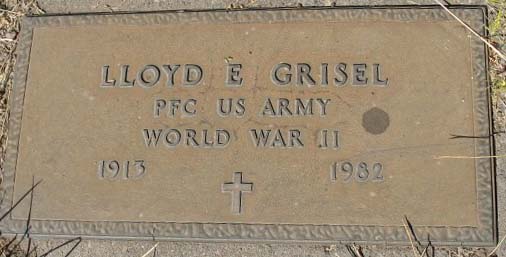 LLOYD E GRISEL
PFC US ARMY
WORLD WAR II
1913 1982